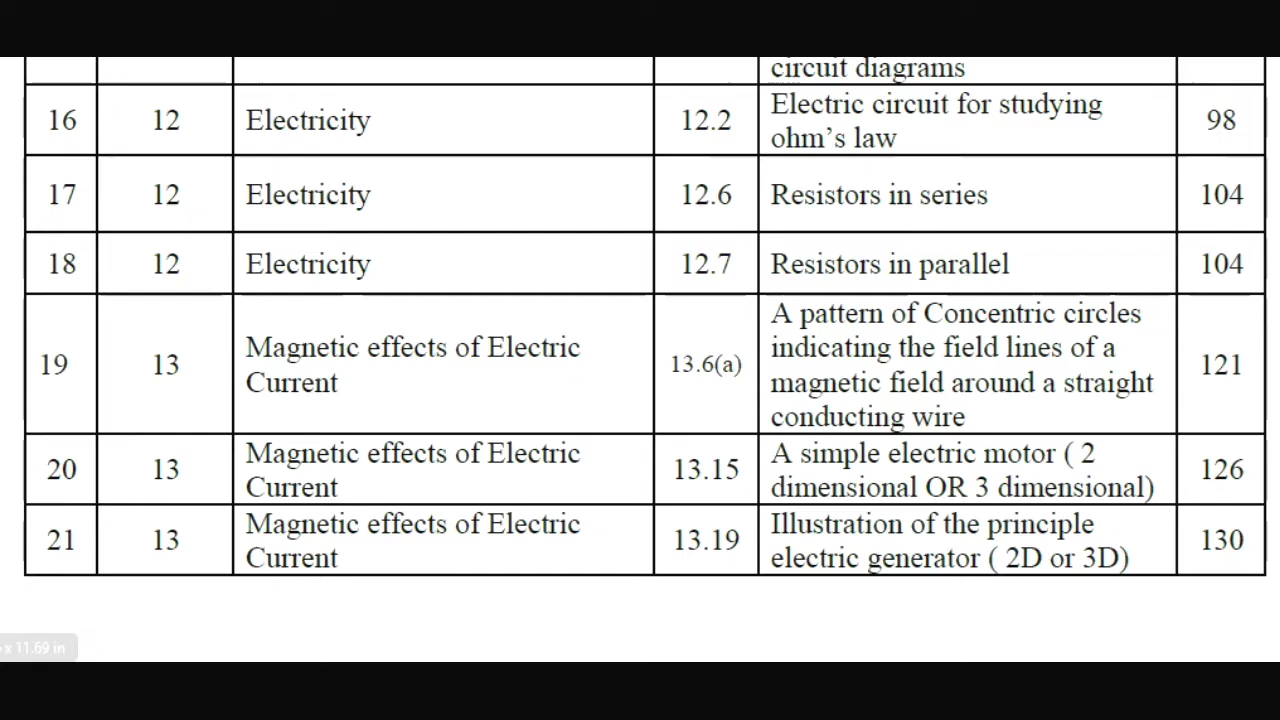 circuit diagrams
16 12 Electricity 12.2 Electric circuit for studying
ohm's law 98
17 12 Electricity 12.6 Resistors in series 104
18 12 Electricity 12.7 Resistors in parallel 104
19 13 Magnetic effects of Electric
Current 13.6(a) A pattern of Concentric circles
indicating the field lines of a
magnetic field around a straight
conducting wire 121
20 13 Magnetic effects of Electric
Current 13.15 A simple electric motor ( 2
dimensional OR 3 dimensional) 126
21 13 Magnetic effects of Electric
Current 13.19 Illustration of the principle
electric generator ( 2D or 3D) 130
x 11.69 in